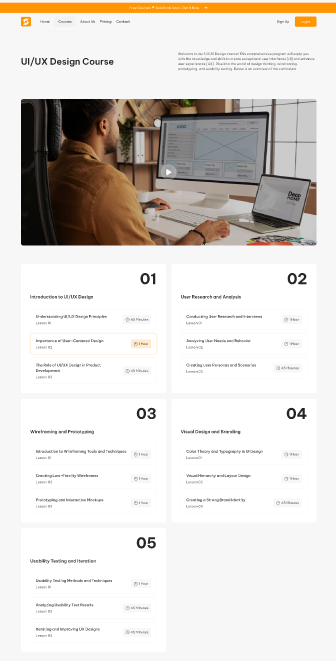 Free Courses 🌟 Sale Ends Soon, Get It Now →
Home Courses About Us Pricing Contact Sign Up Login
UI/UX Design Course
Welcome to our UI/UX Design course! This comprehensive program will equip you
with the knowledge and skills to create exceptional user interfaces (UI) and enhance
user experiences (UX). Dive into the world of design thinking, wireframing,
prototyping, and usability testing. Below is an overview of the curriculum
01
Introduction to UI/UX Design
Understanding UI/UX Design Principles
Lesson 01
45 Minutes
Importance of User-Centered Design
Lesson 02
1 Hour
The Role of UI/UX Design in Product
Development
Lesson 03
45 Minutes
02
User Research and Analysis
Conducting User Research and Interviews
Lesson 01
1 Hour
Analyzing User Needs and Behavior
Lesson 02
1 Hour
Creating User Personas and Scenarios
Lesson 03
45 Minutes
03
Wireframing and Prototyping
Introduction to Wireframing Tools and Techniques
Lesson 01
1 Hour
Creating Low-Fidelity Wireframes
Lesson 02
1 Hour
Prototyping and Interactive Mockups
Lesson 03
1 Hour
04
Visual Design and Branding
Color Theory and Typography in UI Design
Lesson 01
1 Hour
Visual Hierarchy and Layout Design
Lesson 02
1 Hour
Creating a Strong Brand Identity
Lesson 03
45 Minutes
05
Usability Testing and Iteration
Usability Testing Methods and Techniques
Lesson 01
1 Hour
Analyzing Usability Test Results
Lesson 02
45 Minutes
Iterating and Improving UX Designs
Lesson 03
45 Minutes